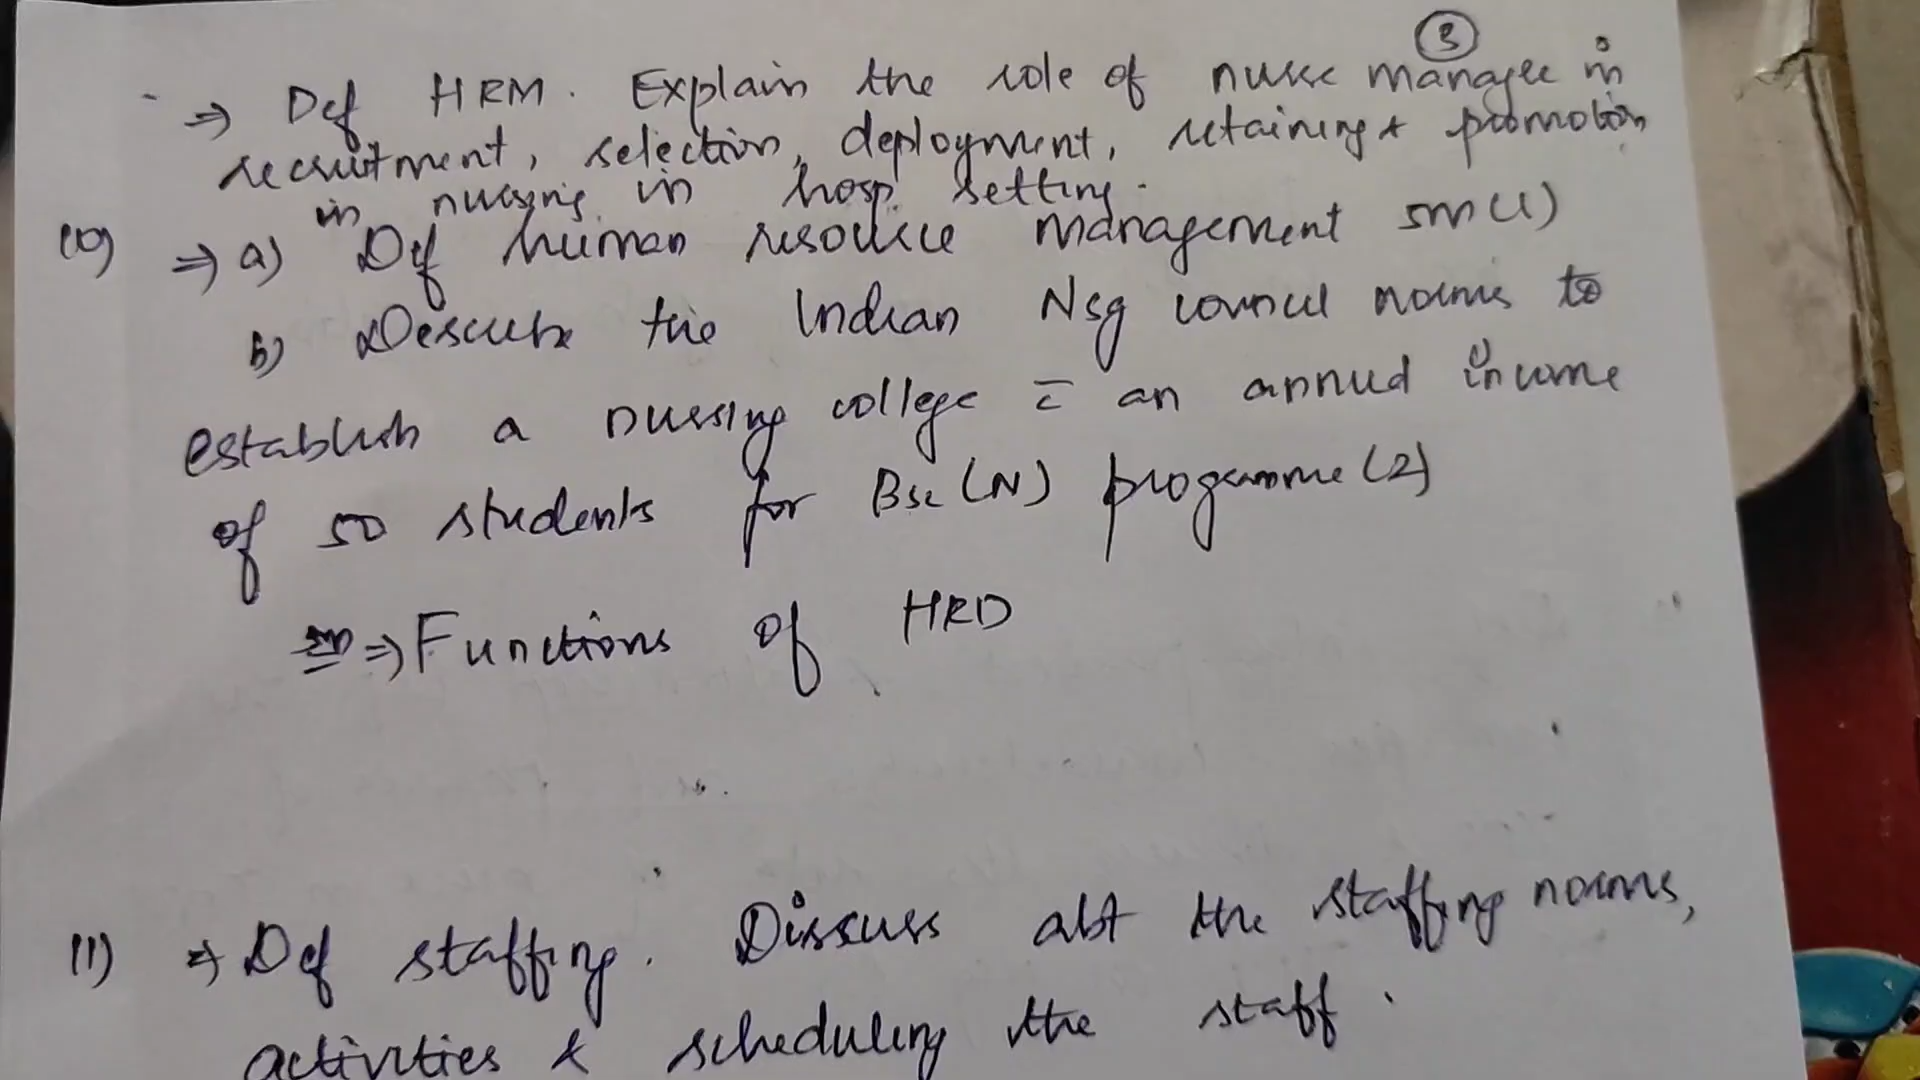 3
⇒ Def HRM. Explain the role of nurse manager in
recruitment, selection, deployment, retaining & promotion
in nursing in hosp. setting.
(10) ⇒ a) Def human resource management 5m(1)
b) Describe the Indian Nsg council norms to
establish a nursing college c̄ an annual income
of 50 students for Bsc (N) programme (2)
5m ⇒ Functions of HRD
(11) ⇒ Def staffing. Discuss abt the staffing norms,
activities & scheduling the staff.